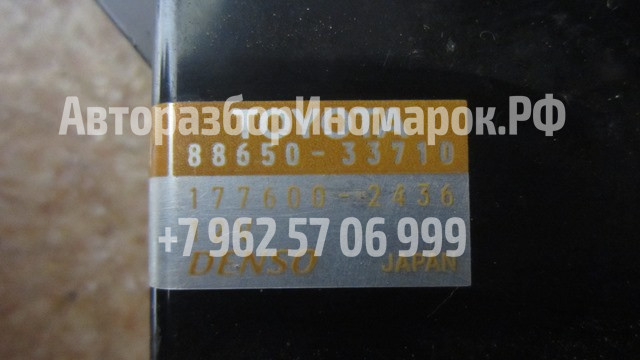 АвторазборИномарок.РФ
TOYOTA
88650-33710
177600-2436
+7 962 57 06 999
DENSO JAPAN